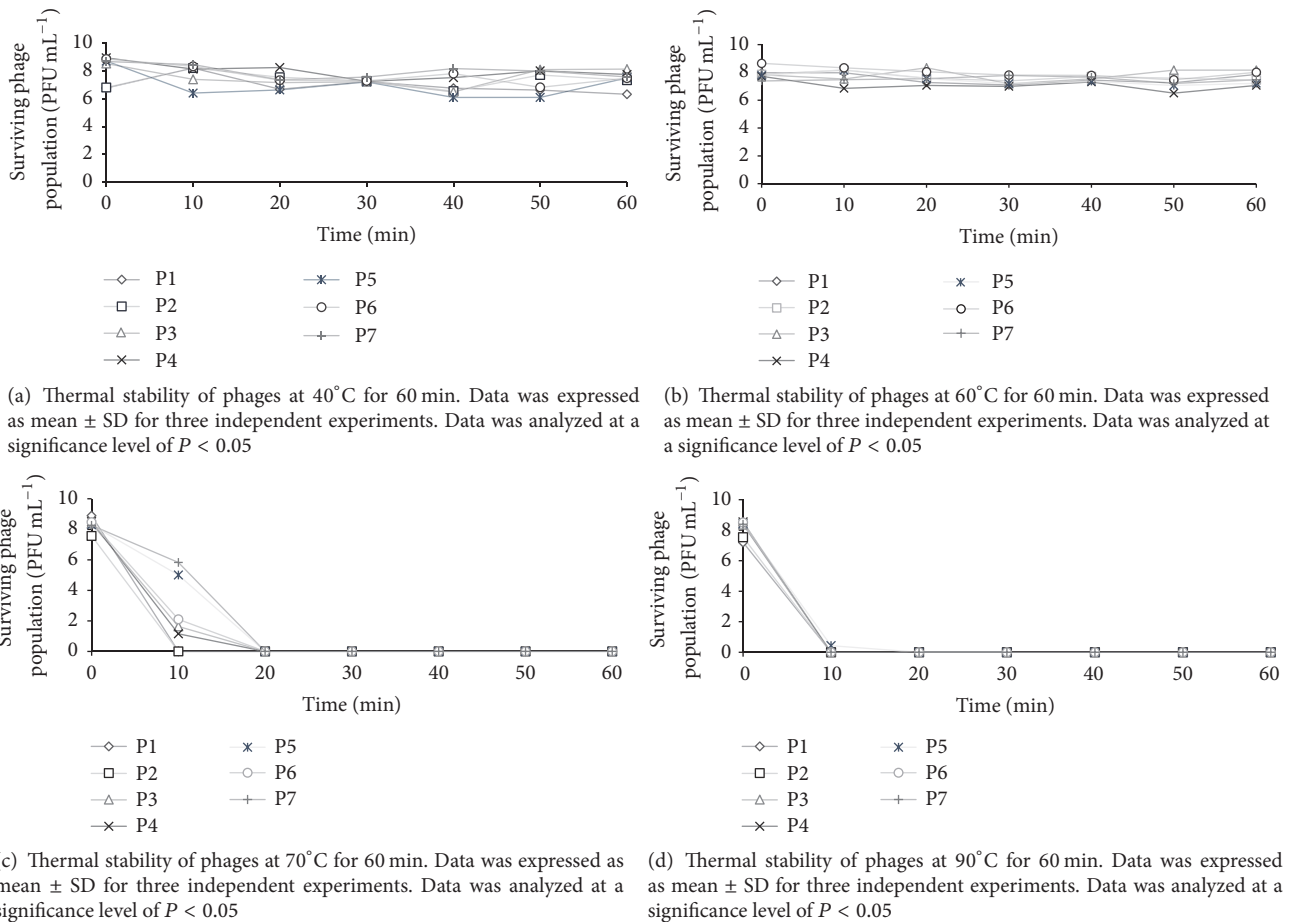 Surviving phage
population (PFU mL⁻¹)
10
8
6
4
2
0
0 10 20 30 40 50 60
Time (min)
P1
P2
P3
P4
P5
P6
P7
(a) Thermal stability of phages at 40°C for 60 min. Data was expressed
as mean ± SD for three independent experiments. Data was analyzed at a
significance level of P < 0.05
Surviving phage
population (PFU mL⁻¹)
10
8
6
4
2
0
0 10 20 30 40 50 60
Time (min)
P1
P2
P3
P4
P5
P6
P7
(b) Thermal stability of phages at 60°C for 60 min. Data was expressed
as mean ± SD for three independent experiments. Data was analyzed at
a significance level of P < 0.05
Surviving phage
population (PFU mL⁻¹)
10
8
6
4
2
0
0 10 20 30 40 50 60
Time (min)
P1
P2
P3
P4
P5
P6
P7
(c) Thermal stability of phages at 70°C for 60 min. Data was expressed as
mean ± SD for three independent experiments. Data was analyzed at a
significance level of P < 0.05
Surviving phage
population (PFU mL⁻¹)
10
8
6
4
2
0
0 10 20 30 40 50 60
Time (min)
P1
P2
P3
P4
P5
P6
P7
(d) Thermal stability of phages at 90°C for 60 min. Data was expressed
as mean ± SD for three independent experiments. Data was analyzed at a
significance level of P < 0.05